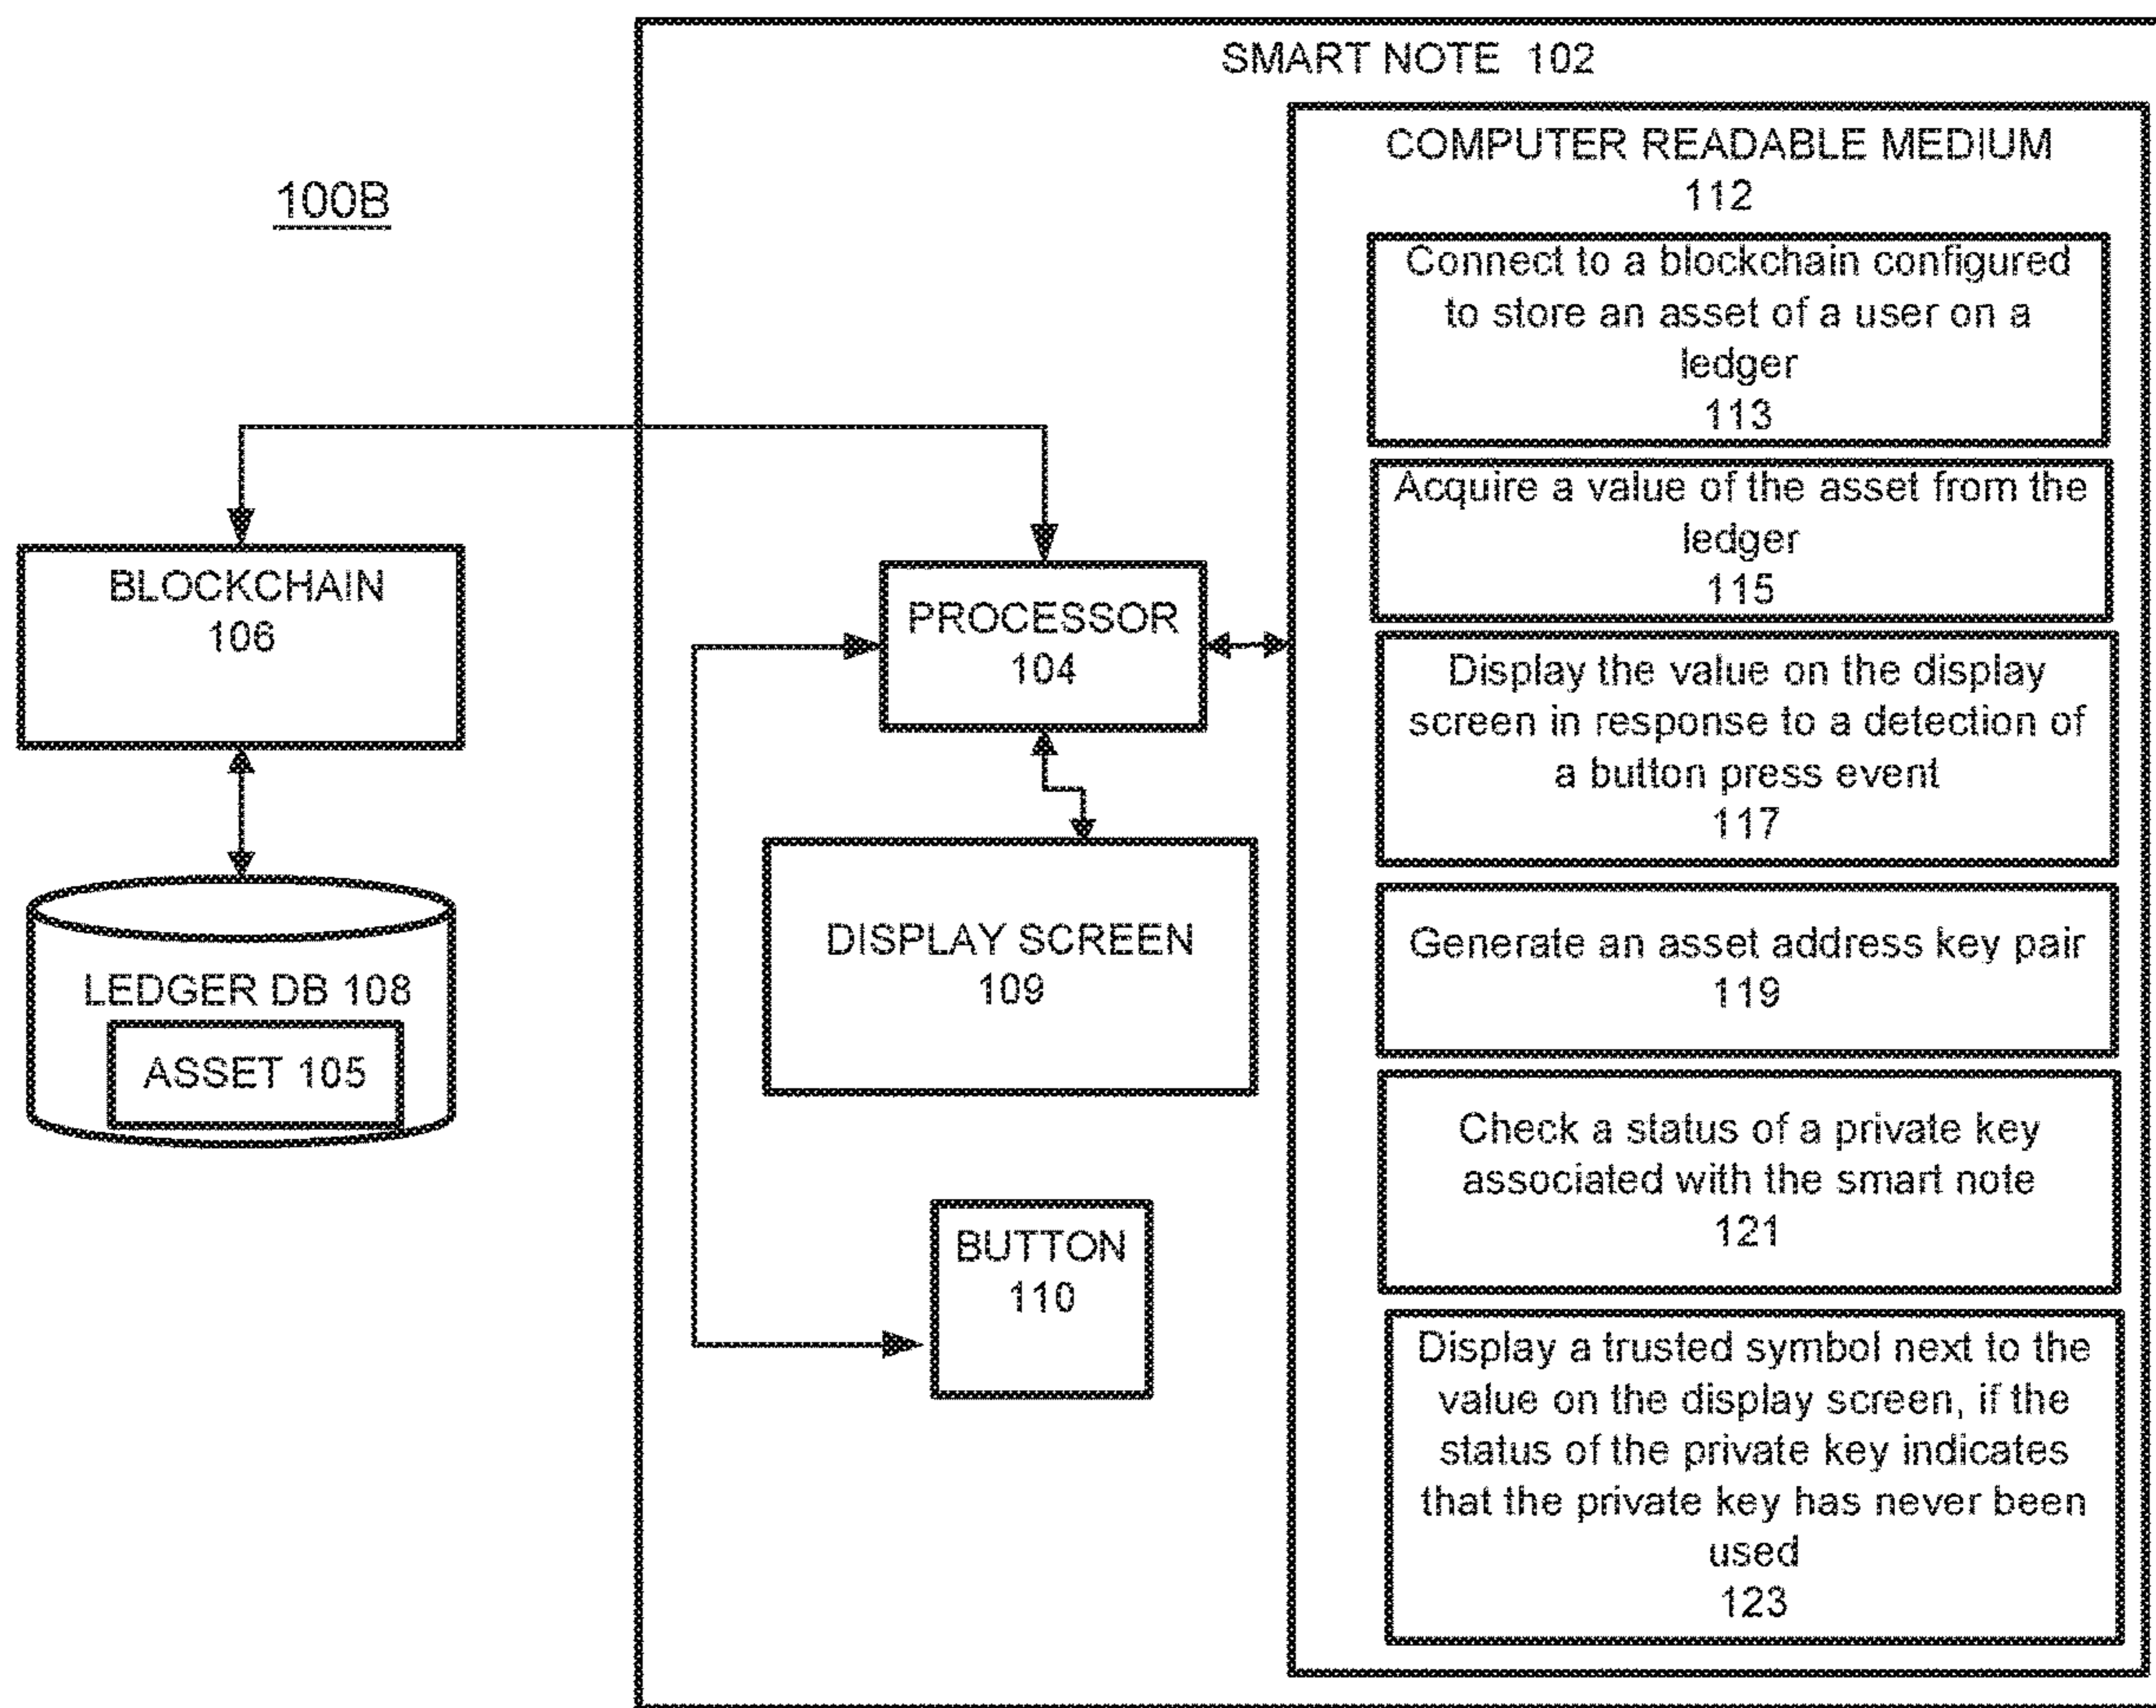 100B
SMART NOTE 102
BLOCKCHAIN
106
LEDGER DB 108
ASSET 105
PROCESSOR
104
DISPLAY SCREEN
109
BUTTON
110
COMPUTER READABLE MEDIUM
112
Connect to a blockchain configured
to store an asset of a user on a
ledger
113
Acquire a value of the asset from the
ledger
115
Display the value on the display
screen in response to a detection of
a button press event
117
Generate an asset address key pair
119
Check a status of a private key
associated with the smart note
121
Display a trusted symbol next to the
value on the display screen, if the
status of the private key indicates
that the private key has never been
used
123